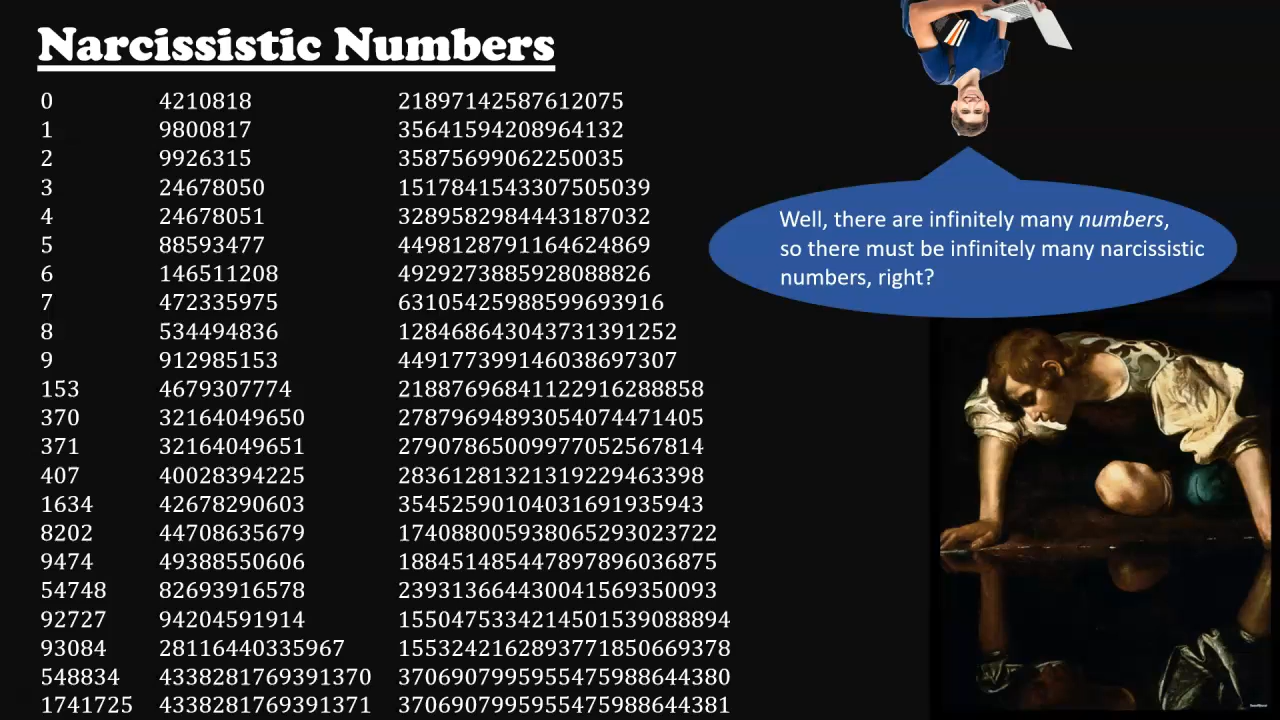 Narcissistic Numbers
0 4210818 21897142587612075
1 9800817 35641594208964132
2 9926315 35875699062250035
3 24678050 1517841543307505039
4 24678051 3289582984443187032
5 88593477 4498128791164624869
6 146511208 4929273885928088826
7 472335975 63105425988599693916
8 534494836 128468643043731391252
9 912985153 449177399146038697307
153 4679307774 21887696841122916288858
370 32164049650 27879694893054074471405
371 32164049651 27907865009977052567814
407 40028394225 28361281321319229463398
1634 42678290603 35452590104031691935943
8202 44708635679 174088005938065293023722
9474 49388550606 188451485447897896036875
54748 82693916578 239313664430041569350093
92727 94204591914 1550475334214501539088894
93084 28116440335967 1553242162893771850669378
548834 4338281769391370 3706907995955475988644380
1741725 4338281769391371 3706907995955475988644381
Well, there are infinitely many numbers,
so there must be infinitely many narcissistic
numbers, right?